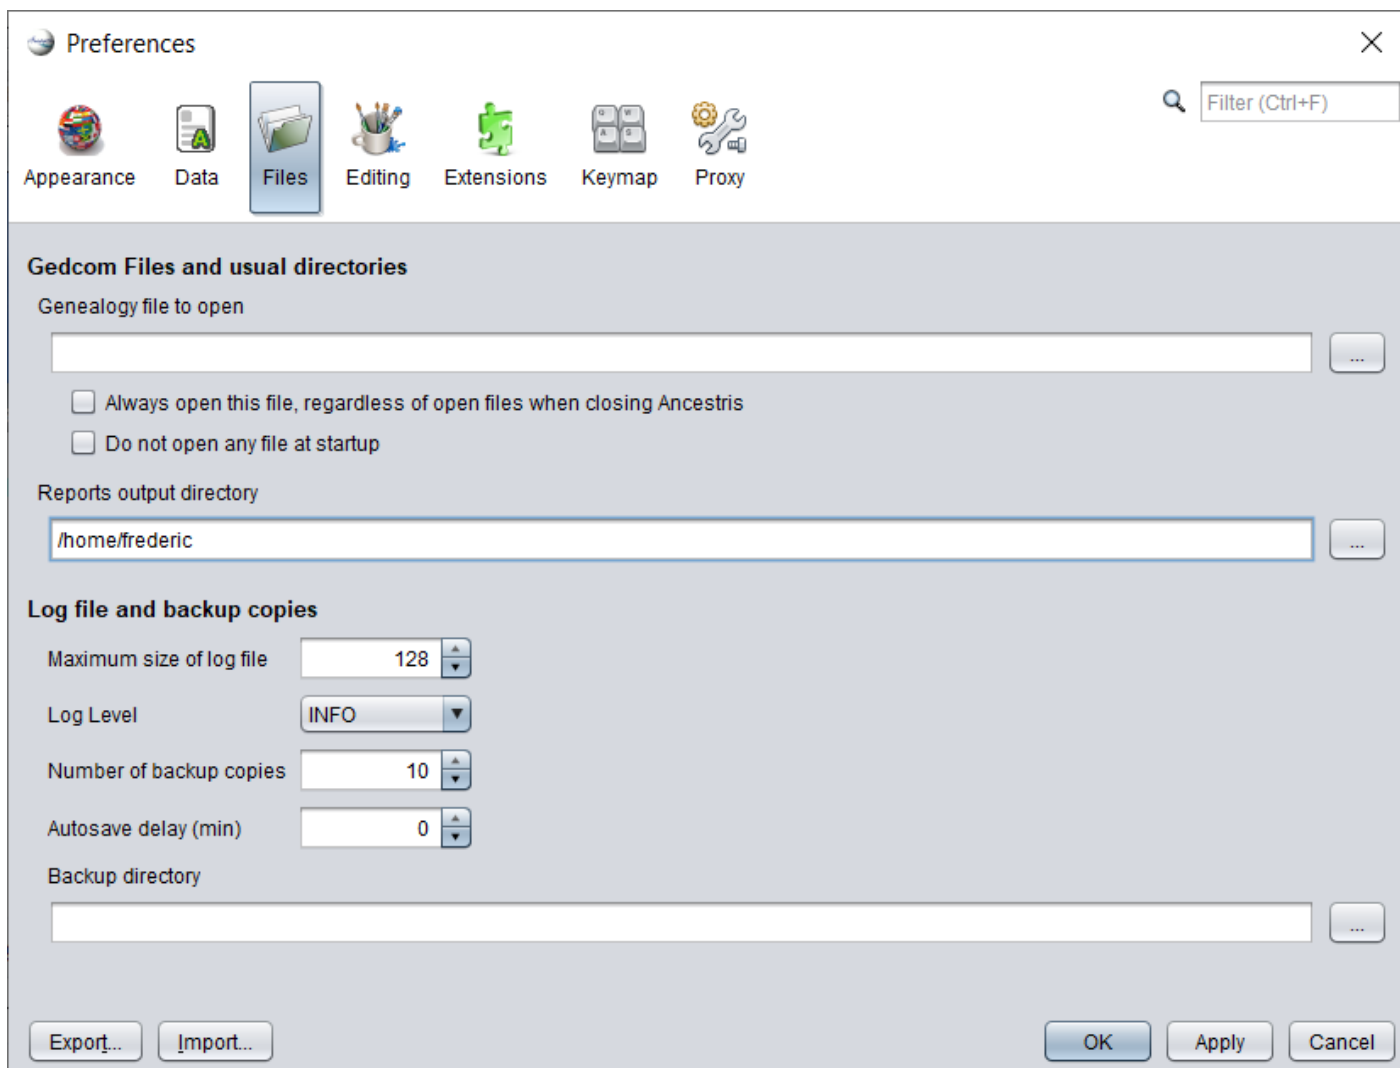 Preferences
Filter (Ctrl+F)
Appearance
Data
Files
Editing
Extensions
Keymap
Proxy
Gedcom Files and usual directories
Genealogy file to open
...
Always open this file, regardless of open files when closing Ancestris
Do not open any file at startup
Reports output directory
/home/frederic
...
Log file and backup copies
Maximum size of log file 128
Log Level INFO
Number of backup copies 10
Autosave delay (min) 0
Backup directory
...
Export... Import... OK Apply Cancel